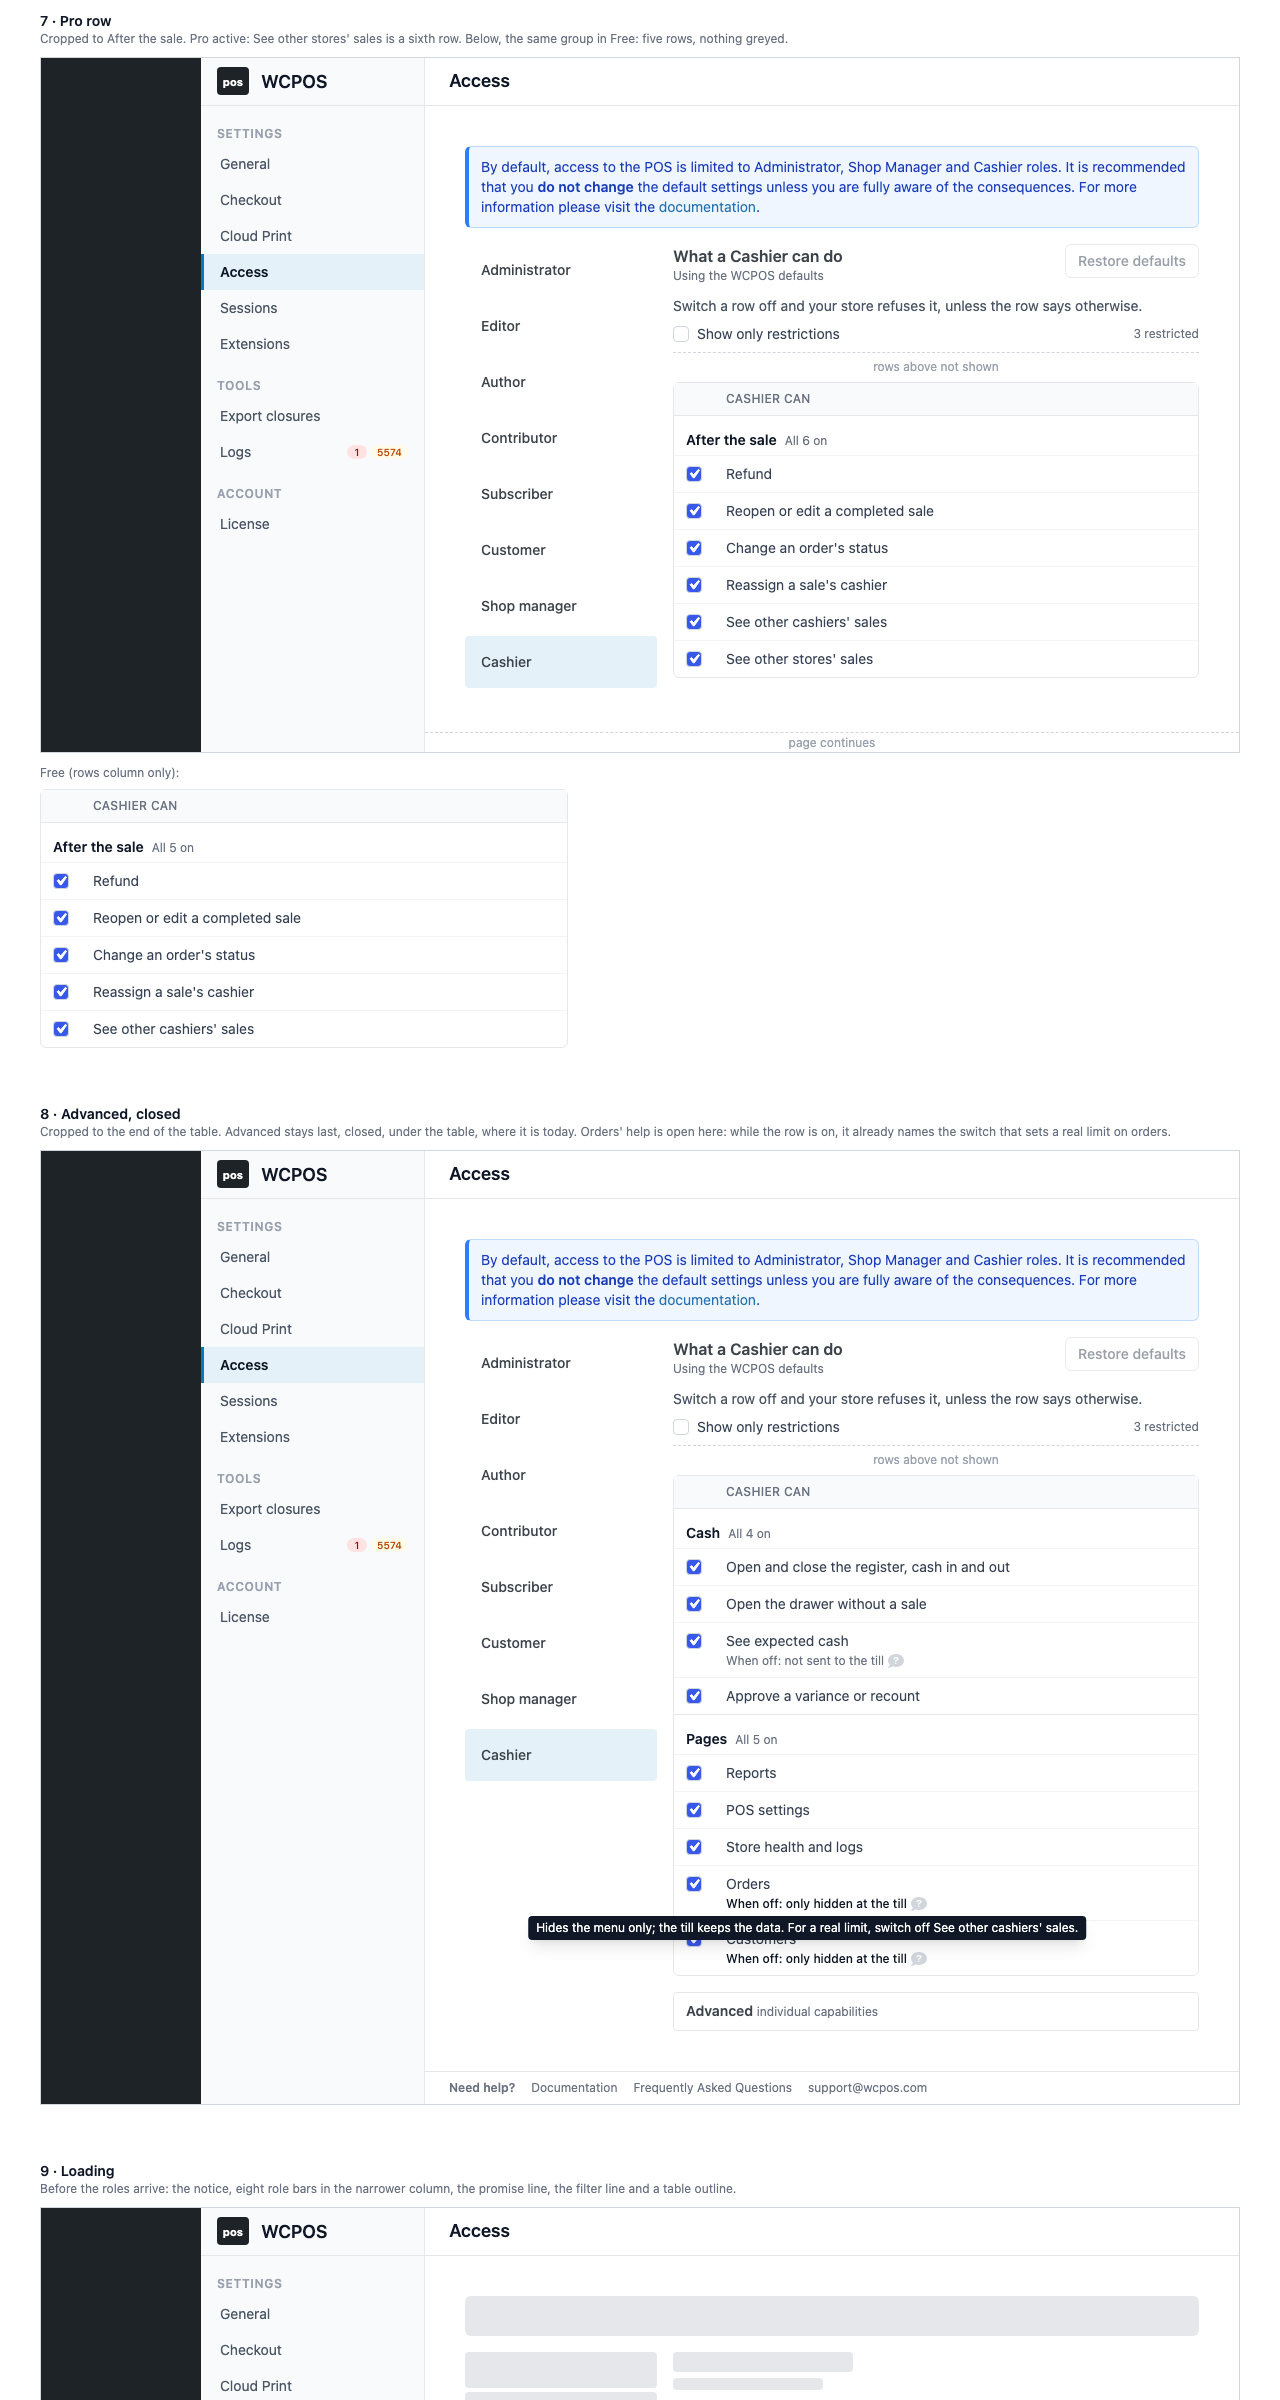 7 · Pro row
Cropped to After the sale. Pro active: See other stores' sales is a sixth row. Below, the same group in Free: five rows, nothing greyed.
pos WCPOS
Access
SETTINGS
General
Checkout
Cloud Print
Access
Sessions
Extensions
TOOLS
Export closures
Logs 1 5574
ACCOUNT
License
By default, access to the POS is limited to Administrator, Shop Manager and Cashier roles. It is recommended
that you do not change the default settings unless you are fully aware of the consequences. For more
information please visit the documentation.
Administrator
Editor
Author
Contributor
Subscriber
Customer
Shop manager
Cashier
What a Cashier can do
Using the WCPOS defaults
Restore defaults
Switch a row off and your store refuses it, unless the row says otherwise.
Show only restrictions
3 restricted
rows above not shown
CASHIER CAN
After the sale All 6 on
Refund
Reopen or edit a completed sale
Change an order's status
Reassign a sale's cashier
See other cashiers' sales
See other stores' sales
page continues
Free (rows column only):
CASHIER CAN
After the sale All 5 on
Refund
Reopen or edit a completed sale
Change an order's status
Reassign a sale's cashier
See other cashiers' sales
8 · Advanced, closed
Cropped to the end of the table. Advanced stays last, closed, under the table, where it is today. Orders' help is open here: while the row is on, it already names the switch that sets a real limit on orders.
pos WCPOS
Access
SETTINGS
General
Checkout
Cloud Print
Access
Sessions
Extensions
TOOLS
Export closures
Logs 1 5574
ACCOUNT
License
By default, access to the POS is limited to Administrator, Shop Manager and Cashier roles. It is recommended
that you do not change the default settings unless you are fully aware of the consequences. For more
information please visit the documentation.
Administrator
Editor
Author
Contributor
Subscriber
Customer
Shop manager
Cashier
What a Cashier can do
Using the WCPOS defaults
Restore defaults
Switch a row off and your store refuses it, unless the row says otherwise.
Show only restrictions
3 restricted
rows above not shown
CASHIER CAN
Cash All 4 on
Open and close the register, cash in and out
Open the drawer without a sale
See expected cash
When off: not sent to the till ?
Approve a variance or recount
Pages All 5 on
Reports
POS settings
Store health and logs
Orders
When off: only hidden at the till ?
Hides the menu only; the till keeps the data. For a real limit, switch off See other cashiers' sales.
Customers
When off: only hidden at the till ?
Advanced individual capabilities
Need help? Documentation Frequently Asked Questions support@wcpos.com
9 · Loading
Before the roles arrive: the notice, eight role bars in the narrower column, the promise line, the filter line and a table outline.
pos WCPOS
Access
SETTINGS
General
Checkout
Cloud Print